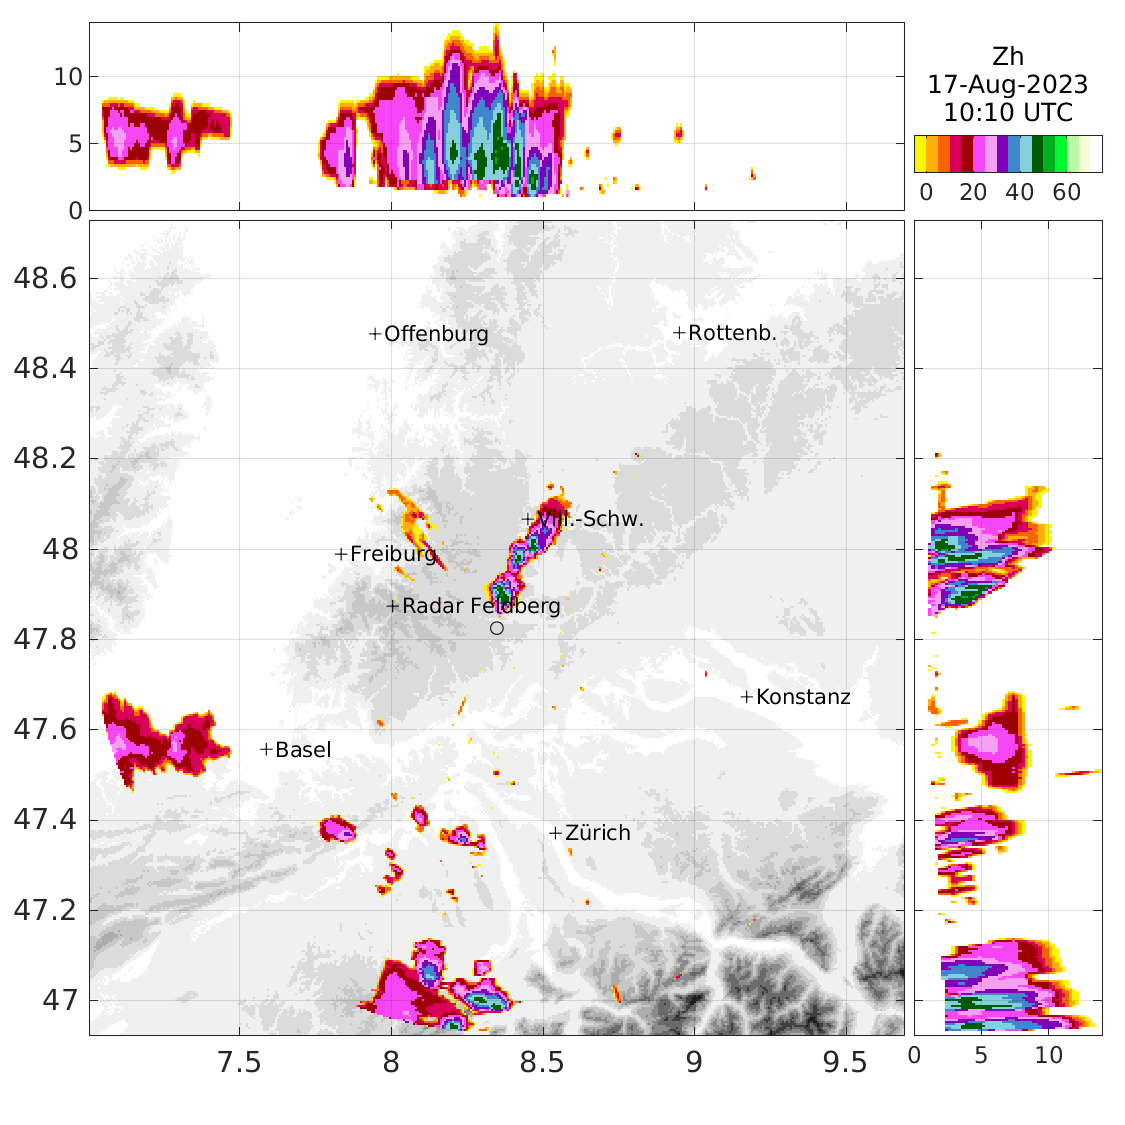 10
5
0
Zh
17-Aug-2023
10:10 UTC
0 20 40 60
48.6
48.4
48.2
48
47.8
47.6
47.4
47.2
47
Offenburg
Rottenb.
Vill.-Schw.
Freiburg
Radar Feldberg
Konstanz
Basel
Zürich
7.5 8 8.5 9 9.5
0 5 10